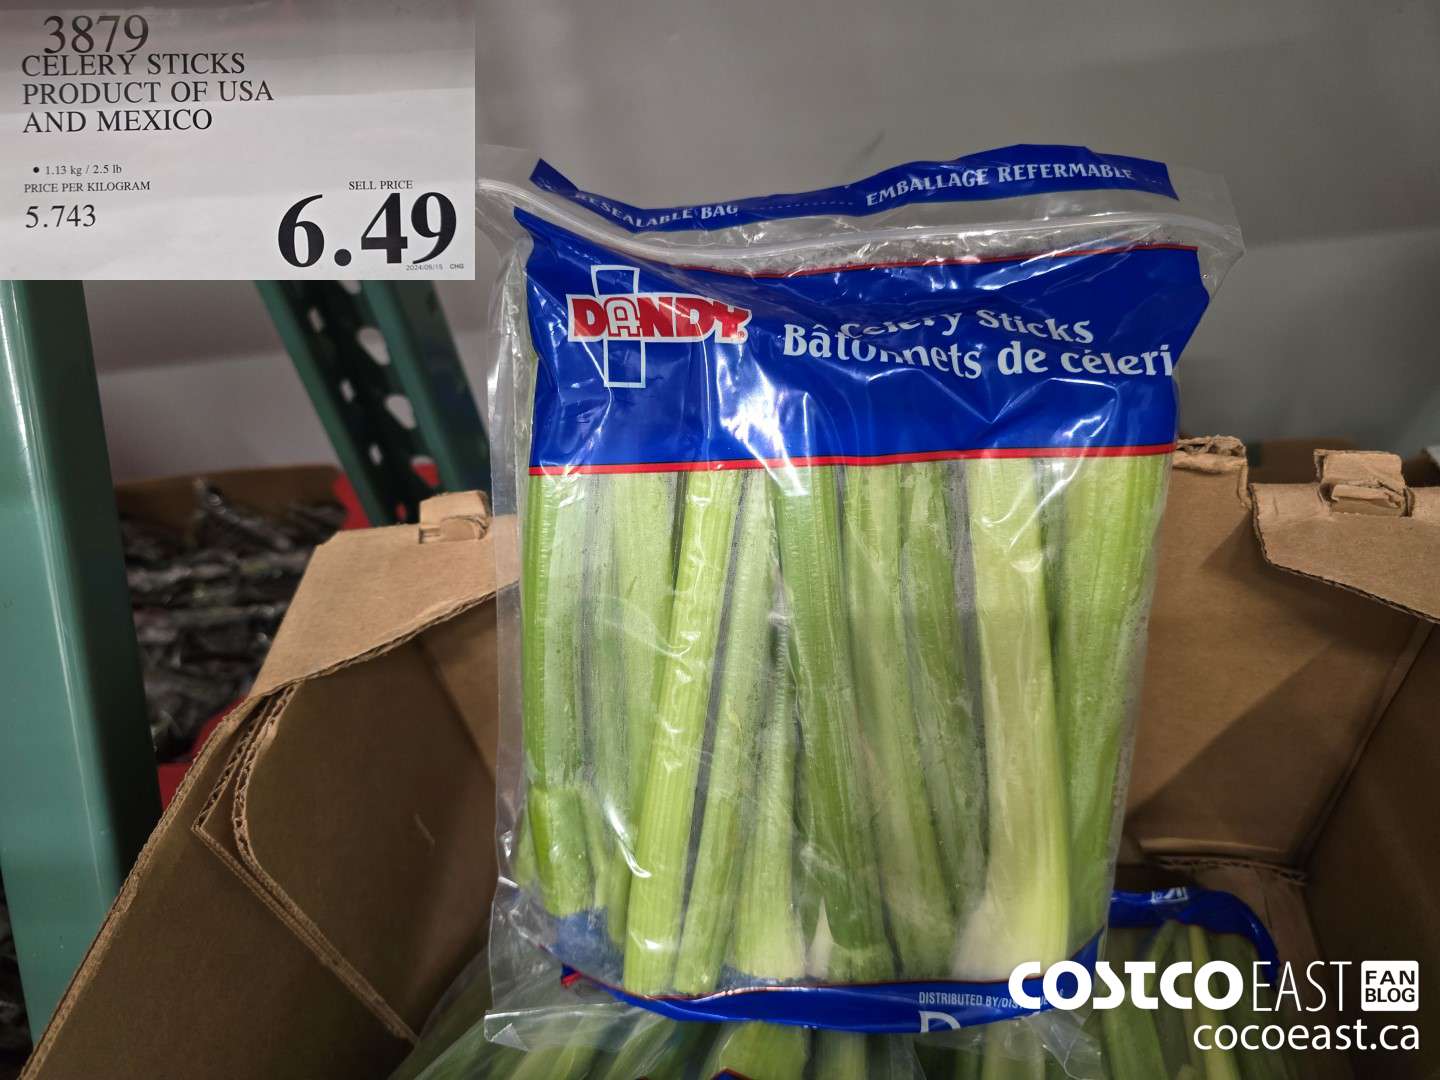 3879
CELERY STICKS
PRODUCT OF USA
AND MEXICO
• 1.13 kg / 2.5 lb
PRICE PER KILOGRAM
5.743
SELL PRICE
6.49
2024/05/15 CHG
RESEALABLE BAG
EMBALLAGE REFERMABLE
DANDY
Celery Sticks
Bâtonnets de céleri
DISTRIBUTED BY
COSTCO EAST FAN BLOG
cocoeast.ca